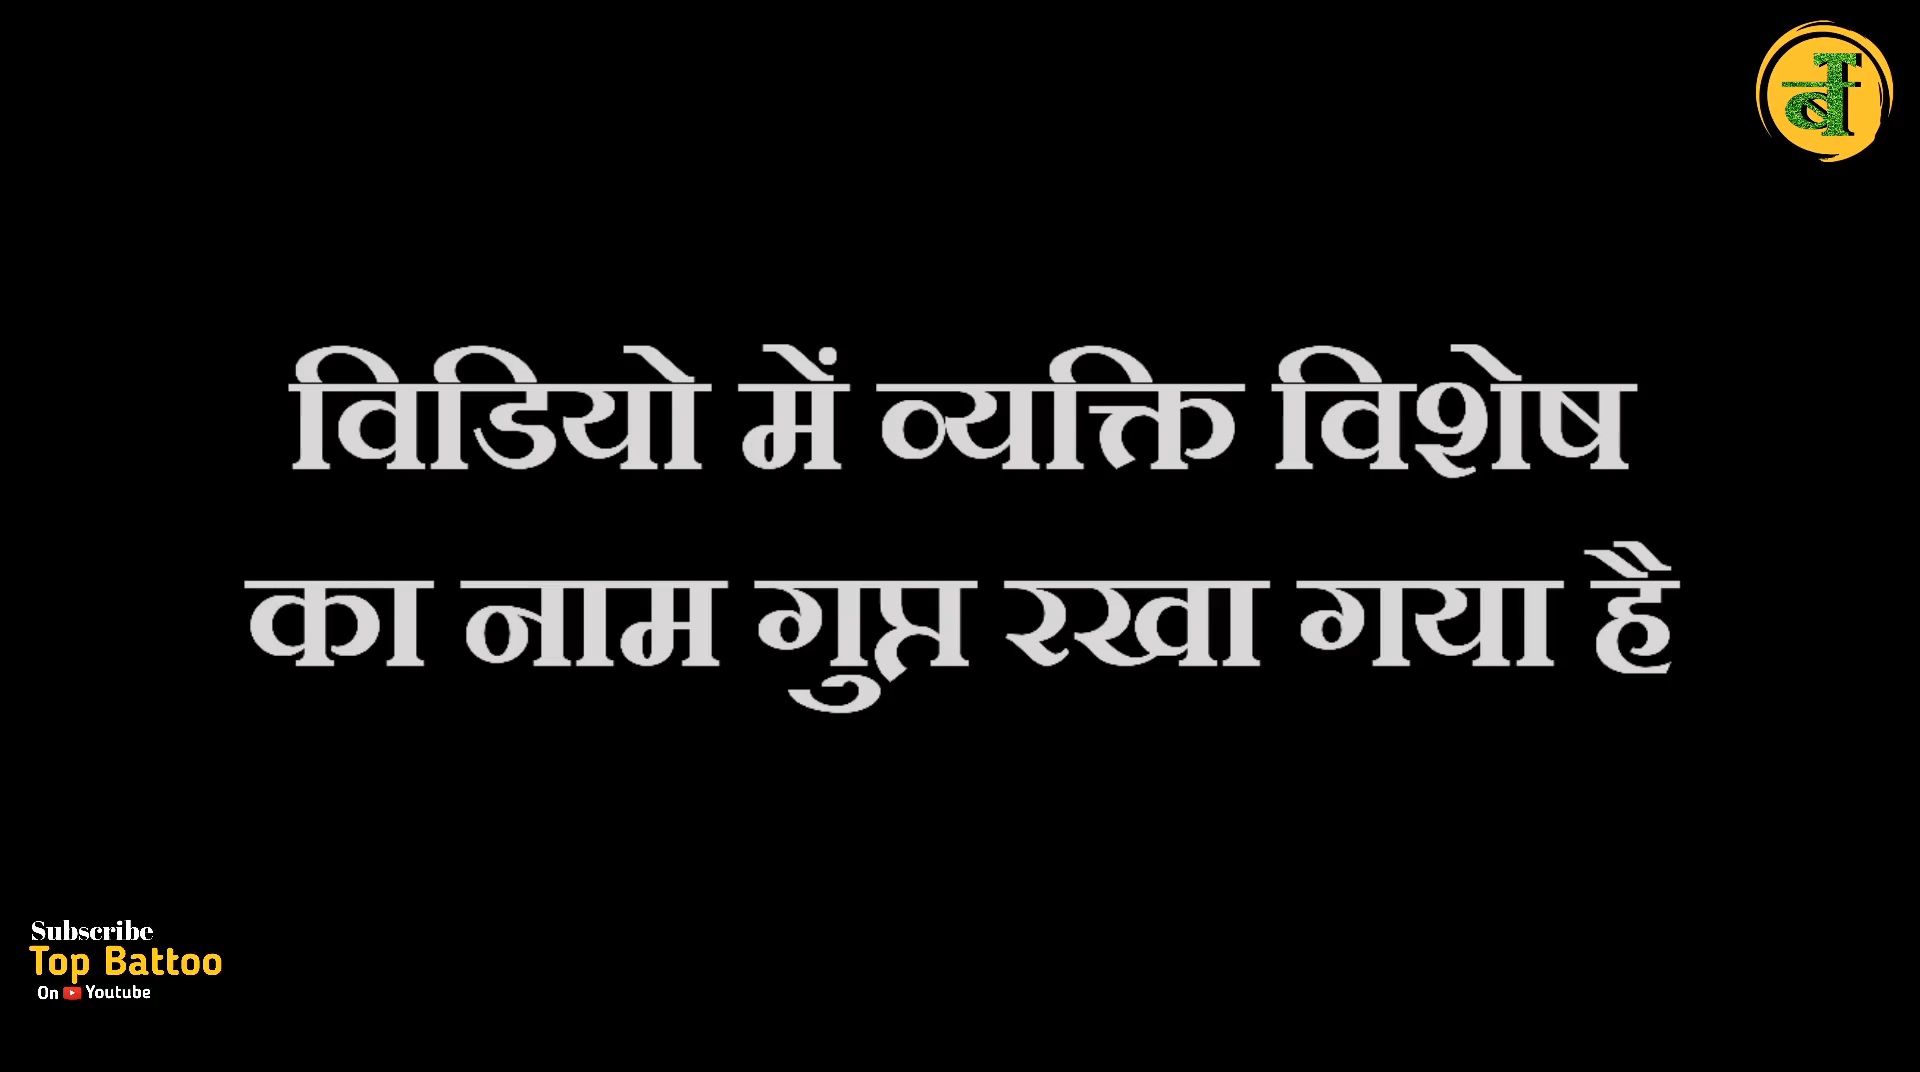 विडियो में व्यक्ति विशेष
का नाम गुप्त रखा गया है
Subscribe
Top Battoo
On Youtube